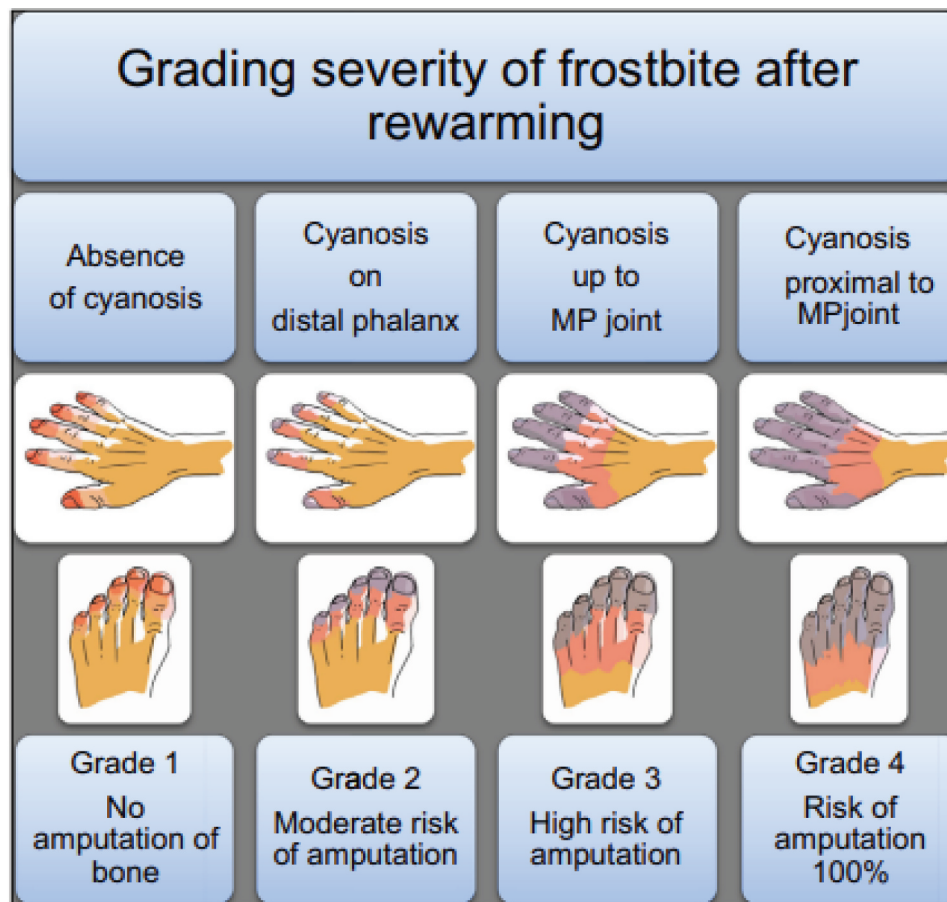 Grading severity of frostbite after
rewarming
Absence
of cyanosis
Cyanosis
on
distal phalanx
Cyanosis
up to
MP joint
Cyanosis
proximal to
MPjoint
Grade 1
No
amputation of
bone
Grade 2
Moderate risk
of amputation
Grade 3
High risk of
amputation
Grade 4
Risk of
amputation
100%